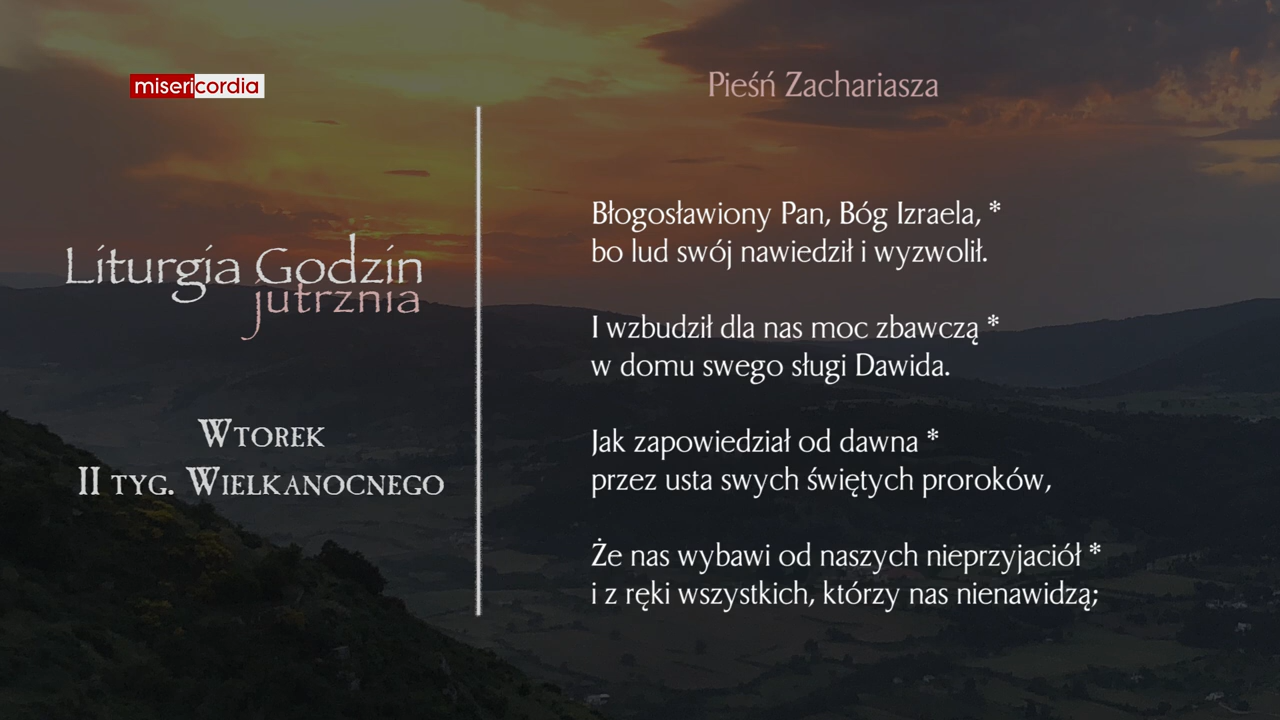 misericordia
Liturgia Godzin
jutrznia
Wtorek
II tyg. Wielkanocnego
Pieśń Zachariasza
Błogosławiony Pan, Bóg Izraela, *
bo lud swój nawiedził i wyzwolił.
I wzbudził dla nas moc zbawczą *
w domu swego sługi Dawida.
Jak zapowiedział od dawna *
przez usta swych świętych proroków,
Że nas wybawi od naszych nieprzyjaciół *
i z ręki wszystkich, którzy nas nienawidzą;